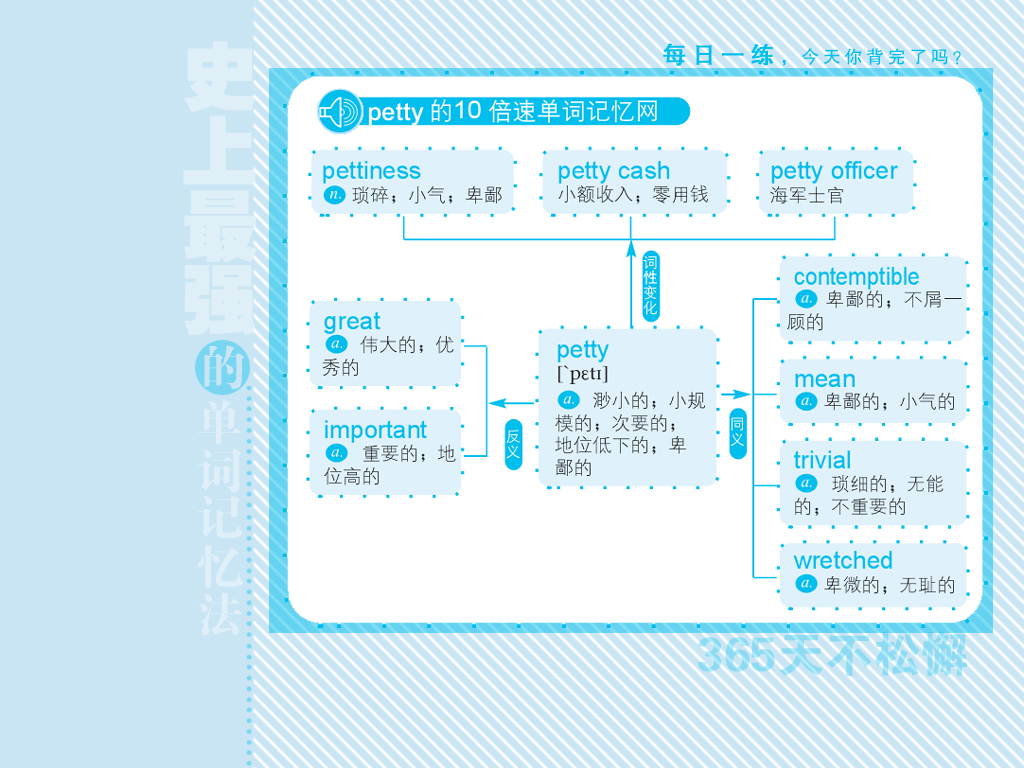 每日一练，今天你背完了吗？
史上最强的单词记忆法
petty 的10 倍速单词记忆网
pettiness
n. 琐碎；小气；卑鄙
petty cash
小额收入；零用钱
petty officer
海军士官
词性变化
great
a. 伟大的；优
秀的
important
a. 重要的；地
位高的
反义
petty
[`pɛtɪ]
a. 渺小的；小规
模的；次要的；
地位低下的；卑
鄙的
同义
contemptible
a. 卑鄙的；不屑一
顾的
mean
a. 卑鄙的；小气的
trivial
a. 琐细的；无能
的；不重要的
wretched
a. 卑微的；无耻的
365天不松懈